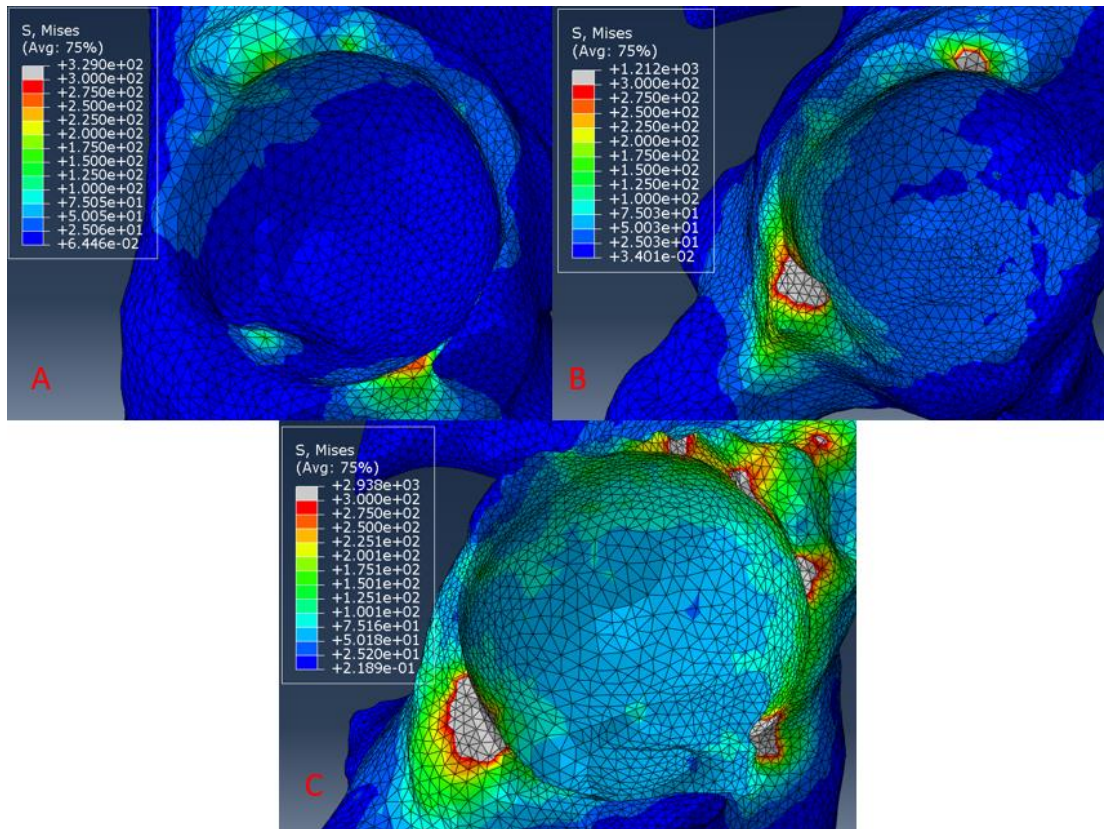 S, Mises
(Avg: 75%)
+3.290e+02
+3.000e+02
+2.750e+02
+2.500e+02
+2.250e+02
+2.000e+02
+1.750e+02
+1.500e+02
+1.250e+02
+1.000e+02
+7.505e+01
+5.005e+01
+2.506e+01
+6.446e-02
A
S, Mises
(Avg: 75%)
+1.212e+03
+3.000e+02
+2.750e+02
+2.500e+02
+2.250e+02
+2.000e+02
+1.750e+02
+1.500e+02
+1.250e+02
+1.000e+02
+7.503e+01
+5.003e+01
+2.503e+01
+3.401e-02
B
S, Mises
(Avg: 75%)
+2.938e+03
+3.000e+02
+2.750e+02
+2.500e+02
+2.251e+02
+2.001e+02
+1.751e+02
+1.501e+02
+1.251e+02
+1.001e+02
+7.516e+01
+5.018e+01
+2.520e+01
+2.189e-01
C